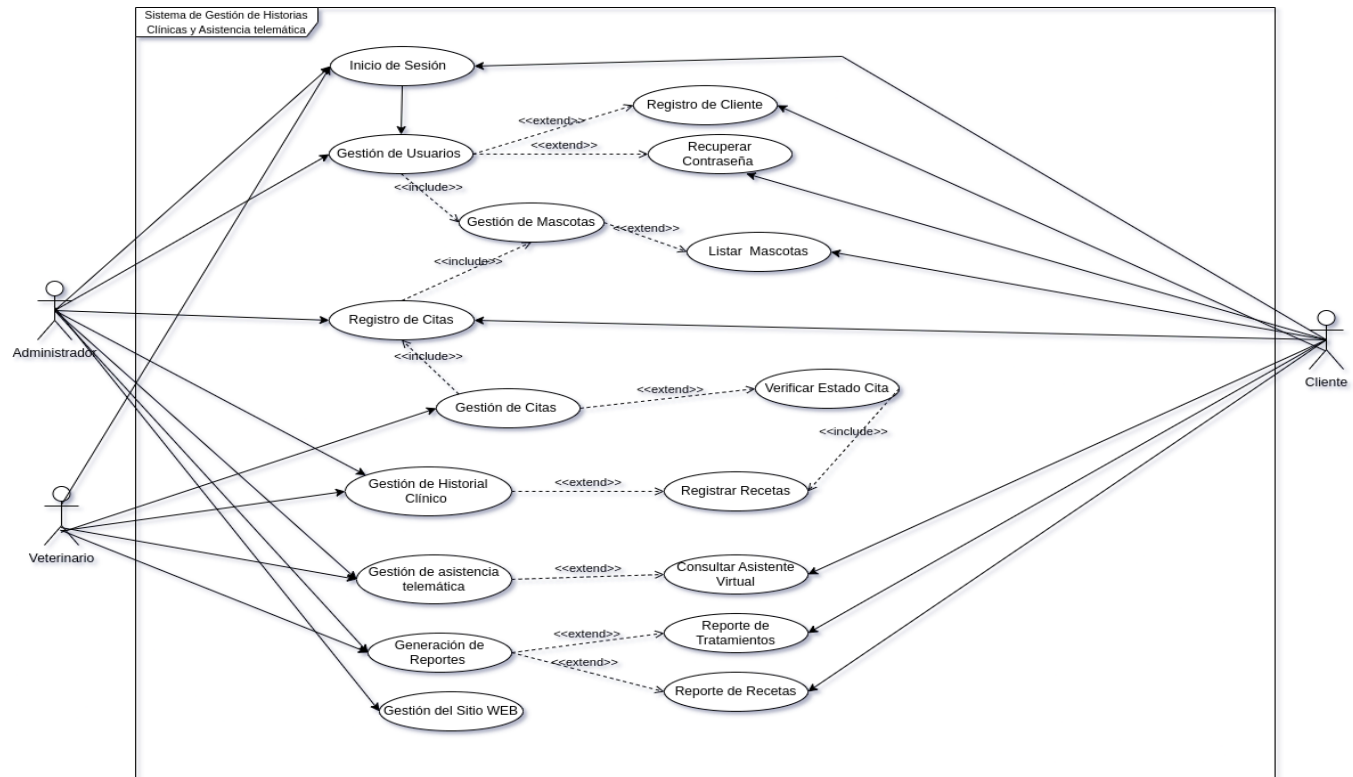 Sistema de Gestión de Historias
Clínicas y Asistencia telemática
Inicio de Sesión
Registro de Cliente
<<extend>>
Gestión de Usuarios
<<extend>>
Recuperar
Contraseña
<<include>>
Gestión de Mascotas
<<extend>>
Listar Mascotas
<<include>>
Registro de Citas
Administrador
<<include>>
Cliente
Gestión de Citas
<<extend>>
Verificar Estado Cita
<<include>>
Gestión de Historial
Clínico
<<extend>>
Registrar Recetas
Veterinario
Gestión de asistencia
telemática
<<extend>>
Consultar Asistente
Virtual
Generación de
Reportes
<<extend>>
Reporte de
Tratamientos
<<extend>>
Reporte de Recetas
Gestión del Sitio WEB